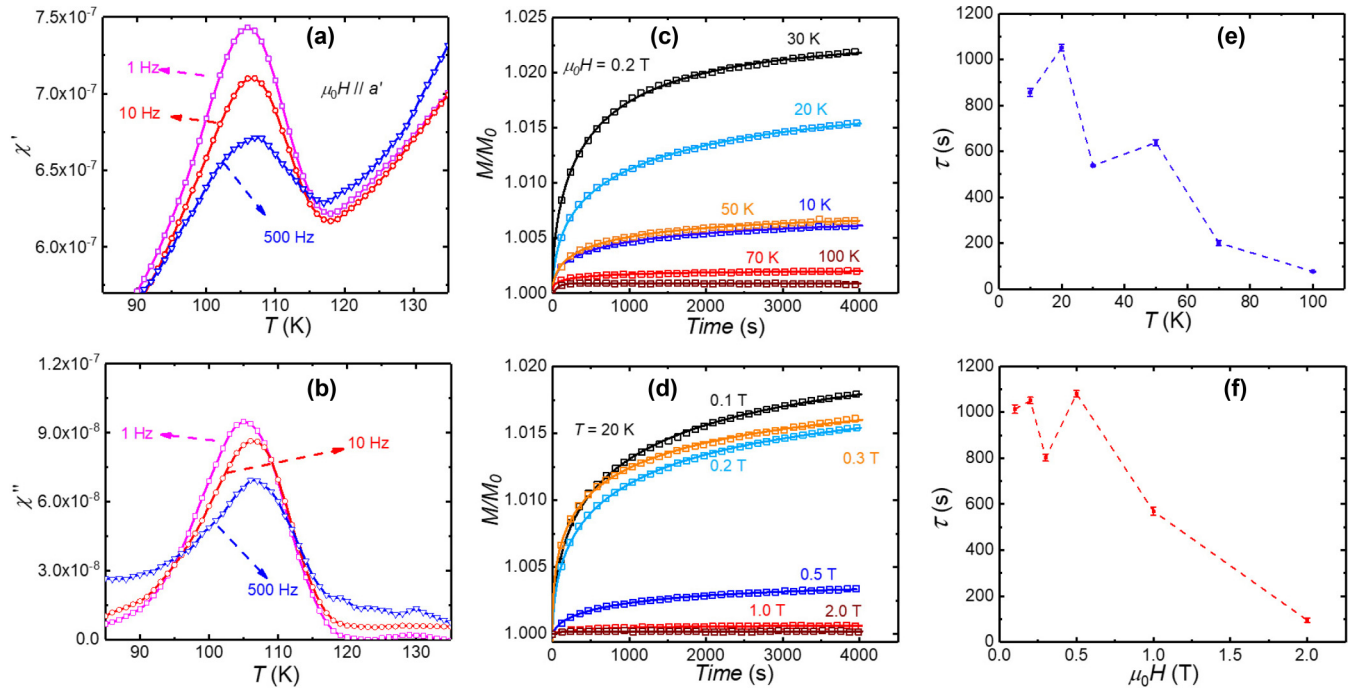 (a)
7.5x10⁻⁷
7.0x10⁻⁷
6.5x10⁻⁷
6.0x10⁻⁷
χ'
1 Hz
10 Hz
500 Hz
μ₀H // a'
90 100 110 120 130
T (K)
(c)
μ₀H = 0.2 T
30 K
20 K
50 K
10 K
70 K
100 K
1.020
1.015
1.010
1.005
1.000
M/M₀
0 1000 2000 3000 4000
Time (s)
(e)
1200
1000
800
600
400
200
0
τ (s)
0 20 40 60 80 100
T (K)
(b)
1.2x10⁻⁷
9.0x10⁻⁸
6.0x10⁻⁸
3.0x10⁻⁸
0.0
χ''
1 Hz
10 Hz
500 Hz
90 100 110 120 130
T (K)
(d)
T = 20 K
0.1 T
0.3 T
0.2 T
0.5 T
1.0 T
2.0 T
1.020
1.015
1.010
1.005
1.000
M/M₀
0 1000 2000 3000 4000
Time (s)
(f)
1200
1000
800
600
400
200
0
τ (s)
0.0 0.5 1.0 1.5 2.0
μ₀H (T)